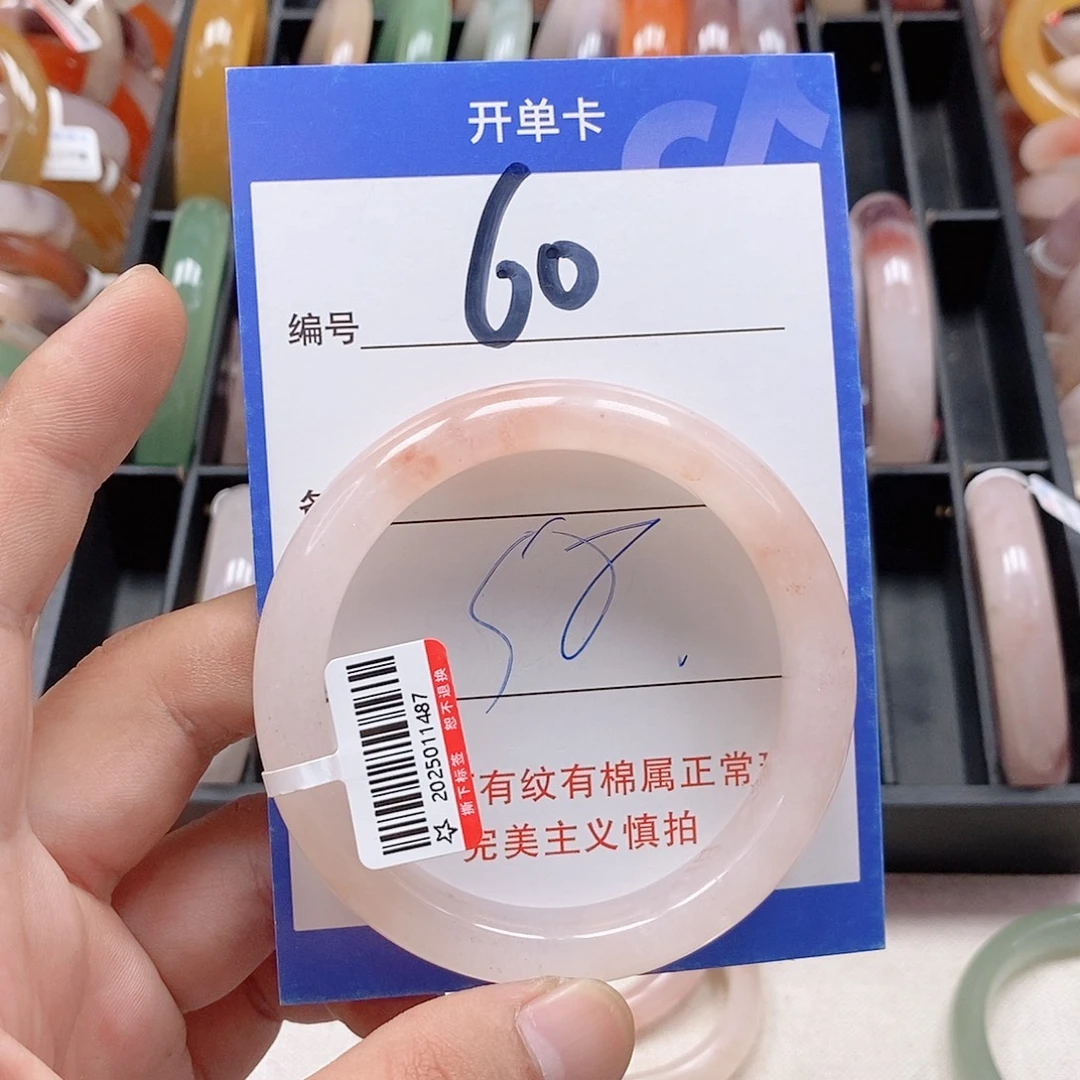 开单卡
编号 60
58
有纹有棉属正常
完美主义慎拍
2025011487
撕下标签 恕不退换